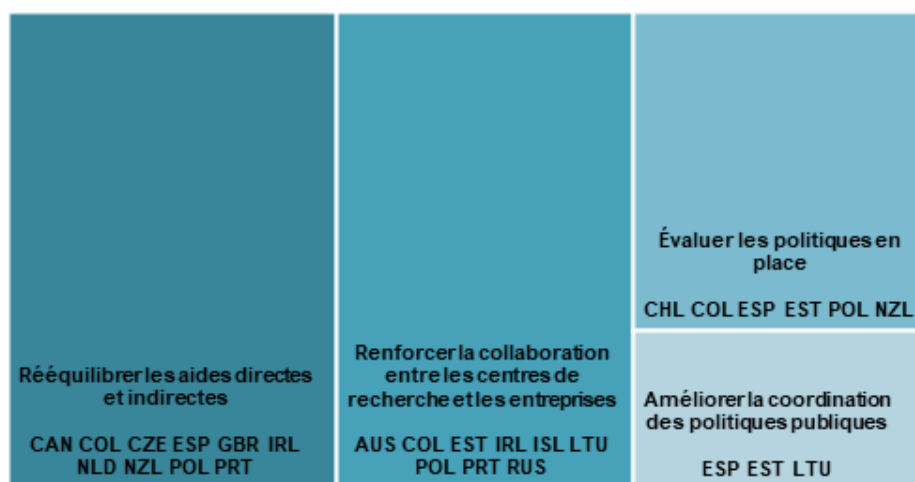 Rééquilibrer les aides directes
et indirectes
CAN COL CZE ESP GBR IRL
NLD NZL POL PRT
Renforcer la collaboration
entre les centres de
recherche et les entreprises
AUS COL EST IRL ISL LTU
POL PRT RUS
Évaluer les politiques en
place
CHL COL ESP EST POL NZL
Améliorer la coordination
des politiques publiques
ESP EST LTU